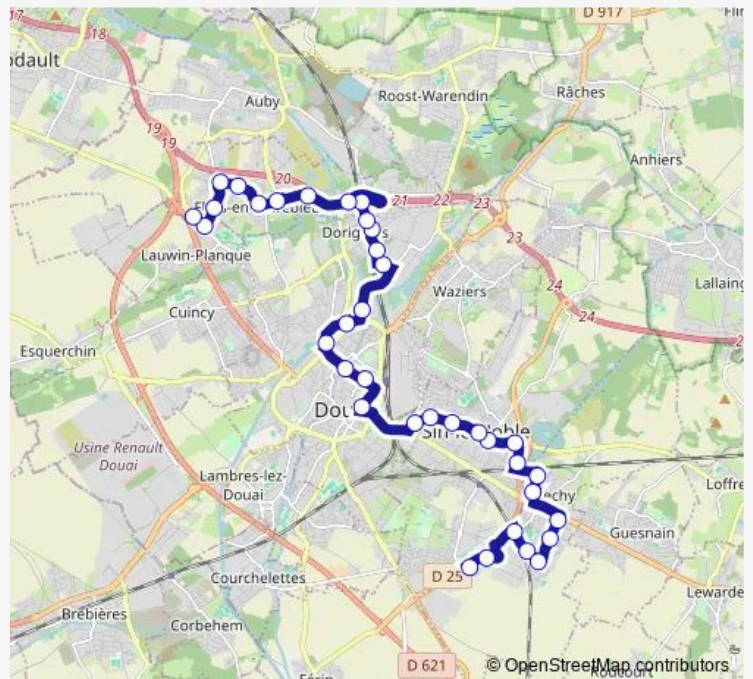 D 917
17
18
odault
Auby
Roost-Warendin
Râches
19
19
Anhiers
20
21
22
23
Lauwin-Planque
23
Waziers
24
Lallaing
Cuincy
24
Esquerchin
Usine Renault
Douai
Lambres-lez-
Douai
Loffre
Guesnain
D 25
Courchelettes
Lewarde
Brebières
Corbehem
D 621
© OpenStreetMap contributors